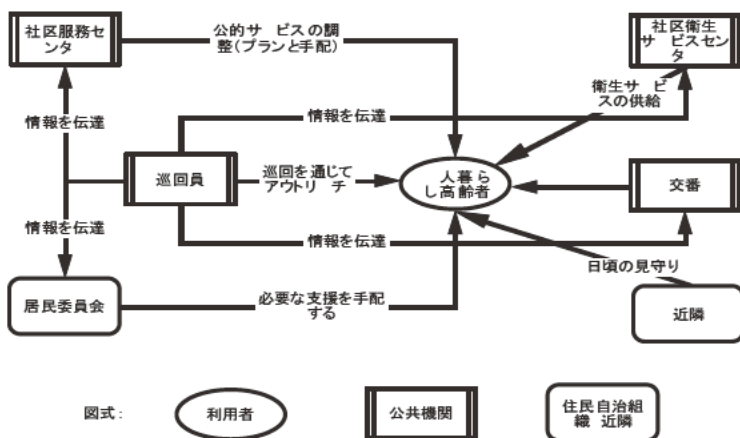 社区服務セ
ンタ
公的サービスの調
整(プランと手配)
社区衛生
サービスセン
タ
衛生サービ
スの供給
情報を伝達
情報を伝達
巡回員
巡回を通じて
アウトリ チ
人暮ら
し高齢者
交番
情報を伝達
情報を伝達
日頃の見守り
居民委員会
必要な支援を手配
する
近隣
図式:
利用者
公共機関
住民自治組
織 近隣